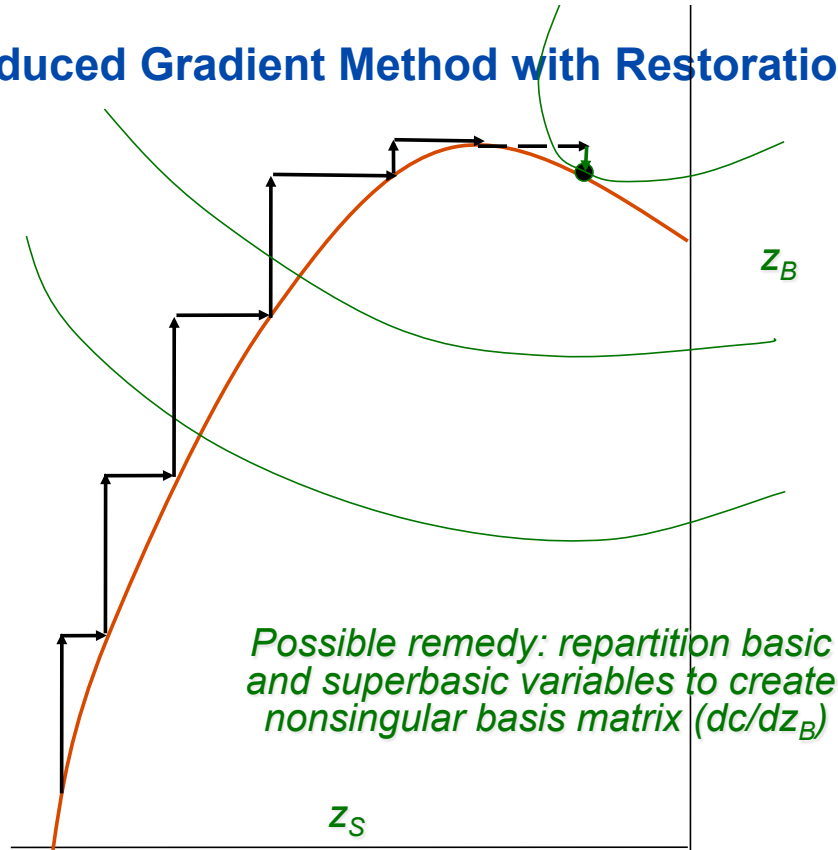 duced Gradient Method with Restoratio
z_B
Possible remedy: repartition basic
and superbasic variables to create
nonsingular basis matrix (dc/dz_B)
z_S